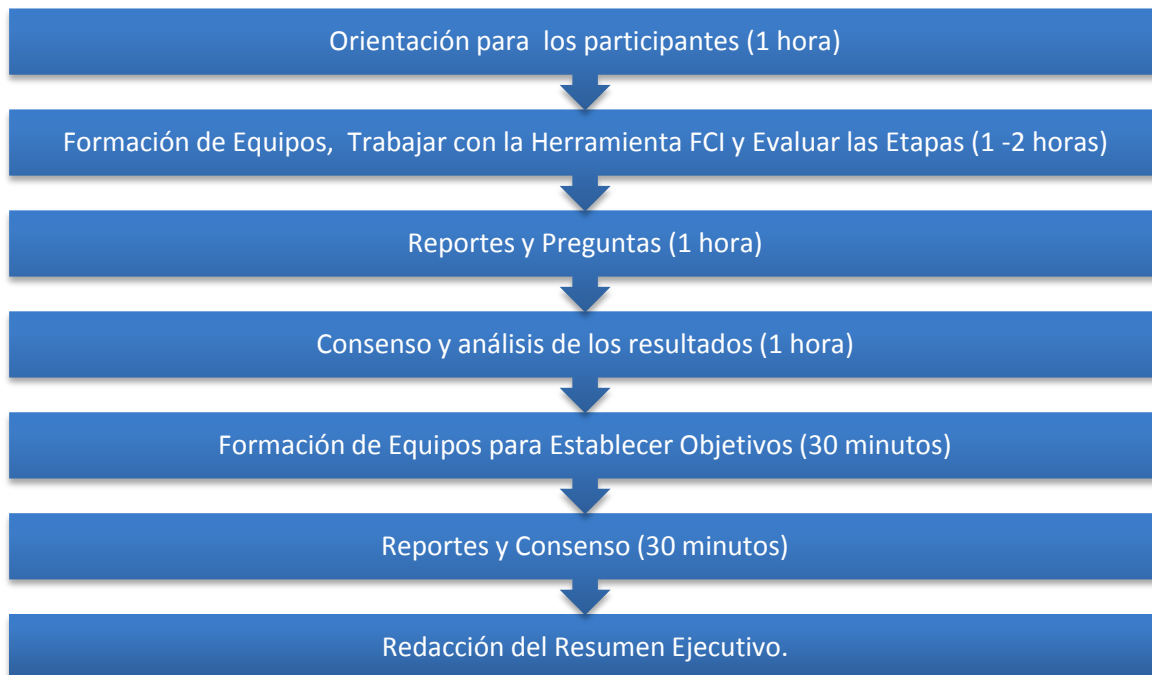 Orientación para los participantes (1 hora)
Formación de Equipos, Trabajar con la Herramienta FCI y Evaluar las Etapas (1 -2 horas)
Reportes y Preguntas (1 hora)
Consenso y análisis de los resultados (1 hora)
Formación de Equipos para Establecer Objetivos (30 minutos)
Reportes y Consenso (30 minutos)
Redacción del Resumen Ejecutivo.